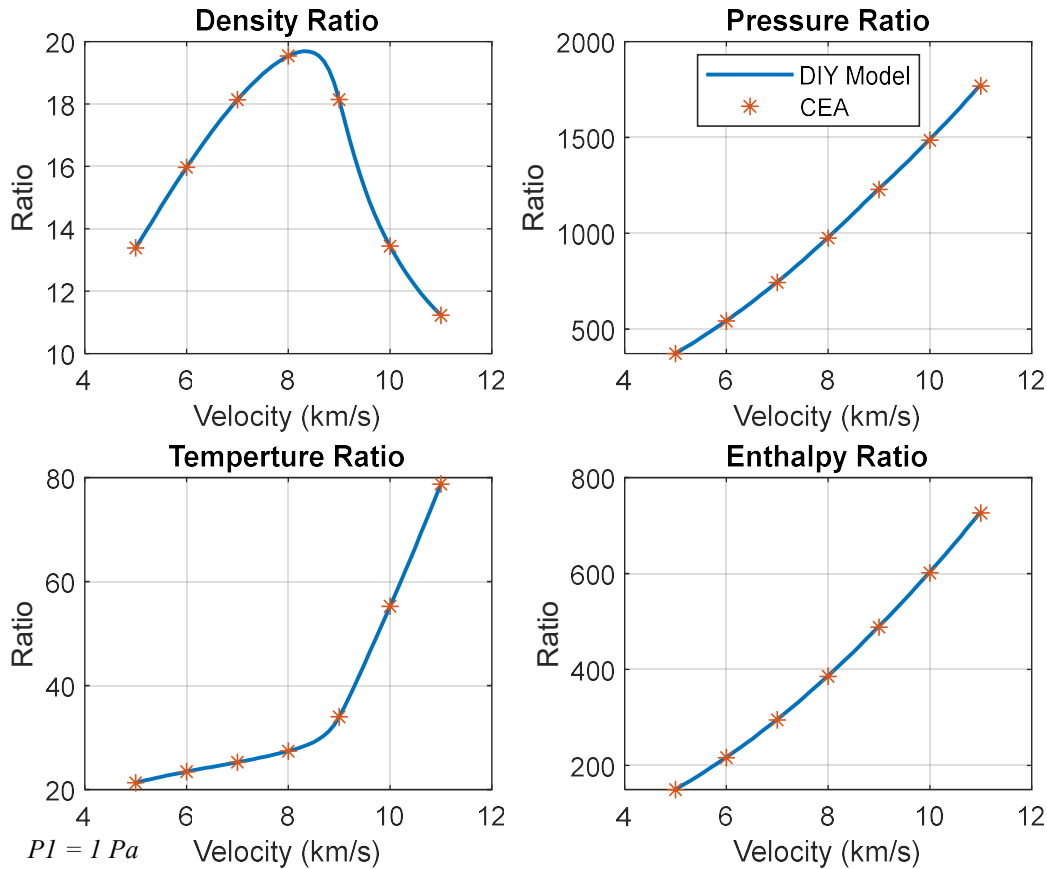 Density Ratio
20
18
16
14
12
10
Ratio
4 6 8 10 12
Velocity (km/s)
Pressure Ratio
2000
1500
1000
500
Ratio
DIY Model
CEA
4 6 8 10 12
Velocity (km/s)
Temperture Ratio
80
60
40
20
Ratio
4 6 8 10 12
Velocity (km/s)
P1 = 1 Pa
Enthalpy Ratio
800
600
400
200
Ratio
4 6 8 10 12
Velocity (km/s)